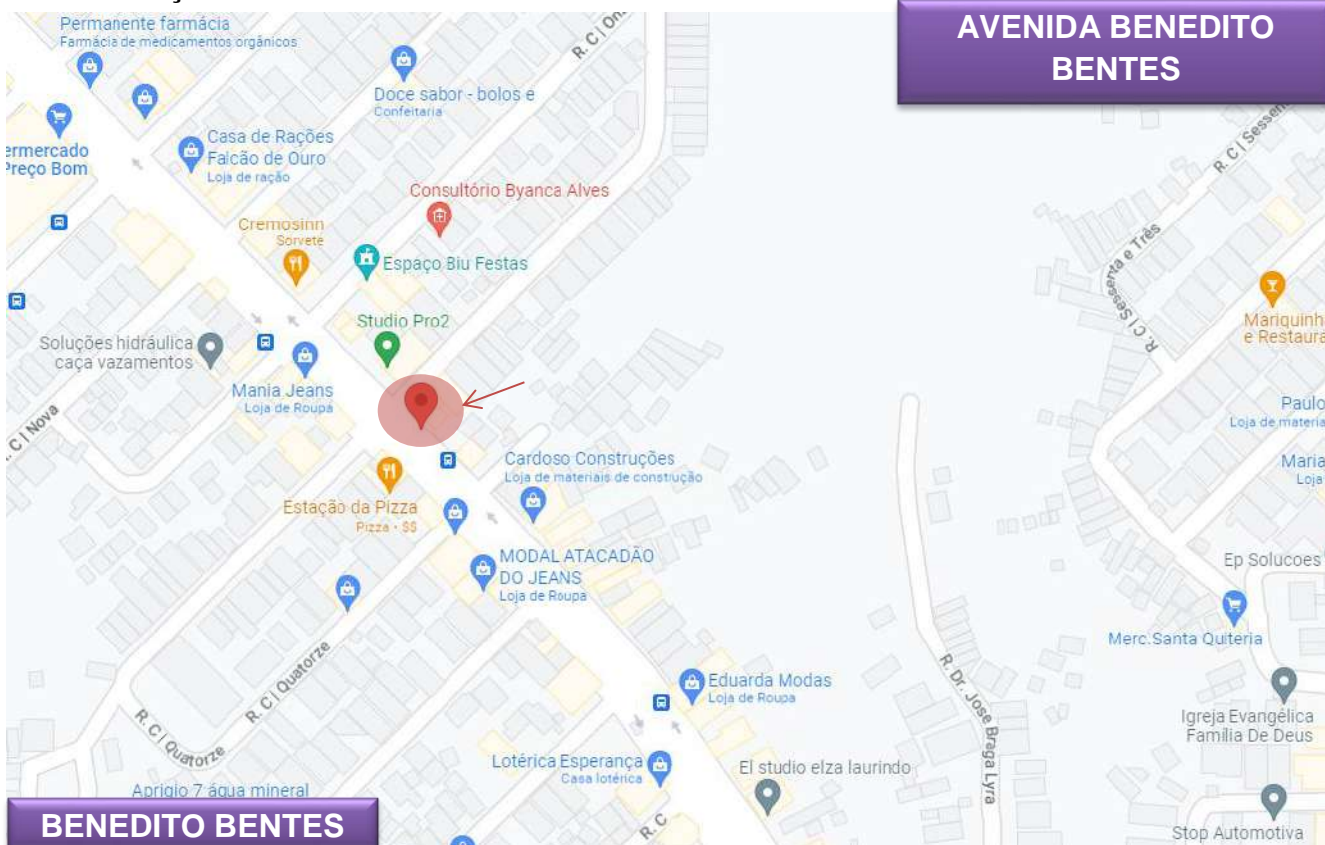 AVENIDA BENEDITO
BENTES
Permanente farmácia
Farmácia de medicamentos orgânicos
R. C I
Doce sabor - bolos e
Confeitaria
ermercado
Preço Bom
Casa de Rações
Falcão de Ouro
Loja de ração
R. C I Sessen
Consultório Byanca Alves
Cremosinn
Sorvete
Espaço Biu Festas
R. C I Sessenta e Três
Studio Pro2
Soluções hidráulica
caça vazamentos
Mariquinh
e Restaura
Mania Jeans
Loja de Roupa
C I Nova
Paulo
Loja de materia
Cardoso Construções
Loja de materiais de construção
Maria
Loja
Estação da Pizza
Pizza · $$
MODAL ATACADÃO
DO JEANS
Loja de Roupa
Ep Solucoes
Merc.Santa Quiteria
R. C I Quatorze
R. Dr. Jose Braga Lyra
Eduarda Modas
Loja de Roupa
R. C I Quatorze
Igreja Evangélica
Família De Deus
Lotérica Esperança
Casa lotérica
El studio elza laurindo
Aprigio 7 água mineral
BENEDITO BENTES
R. C
Stop Automotiva